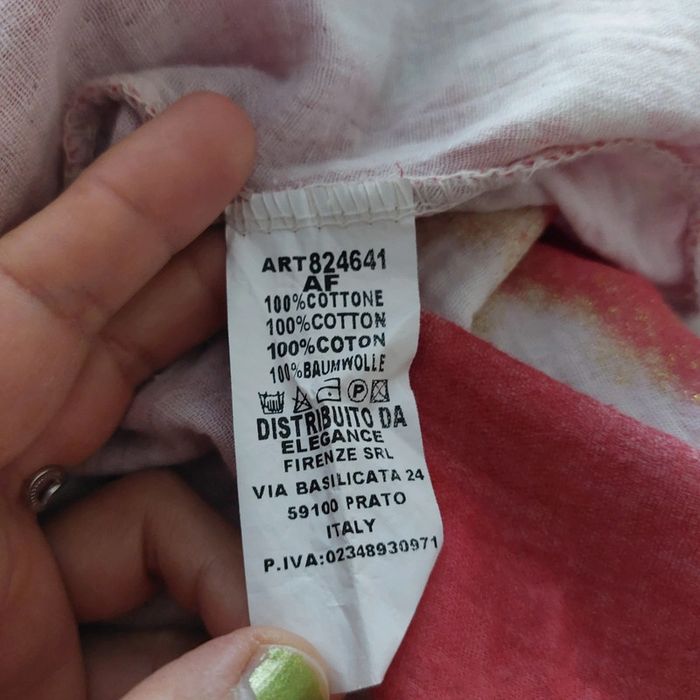 ART824641
AF
100%COTTONE
100%COTTON
100%COTON
100%BAUMWOLLE
P
DISTRIBUITO DA
ELEGANCE
FIRENZE SRL
VIA BASILICATA 24
59100 PRATO
ITALY
P.IVA:02348930971